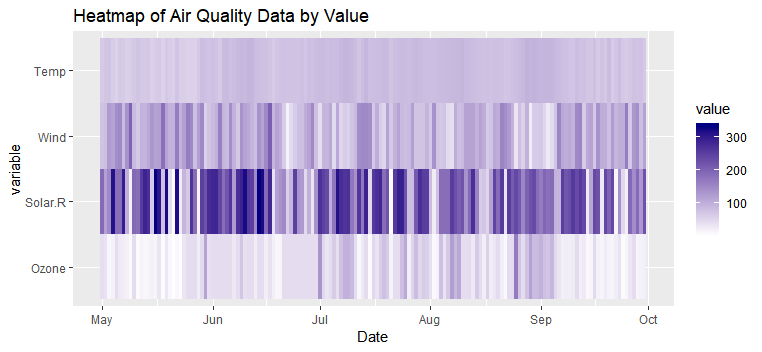 Heatmap of Air Quality Data by Value
Temp
Wind
Solar.R
Ozone
variable
May Jun Jul Aug Sep Oct
Date
value
300
200
100